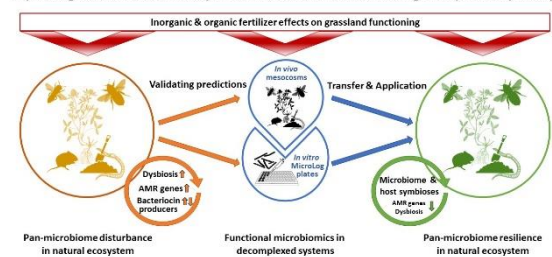 Inorganic & organic fertilizer effects on grassland functioning
Validating predictions
In vivo
mesocosms
Transfer & Application
In vitro
MicroLog
plates
Dysbiosis ⇧
AMR genes ⇧
Bacteriocin ⇧⇩
producers
Microbiome &
host symbioses
AMR genes
Dysbiosis
Pan-microbiome disturbance
in natural ecosystem
Functional microbiomics in
decomplexed systems
Pan-microbiome resilience
in natural ecosystem